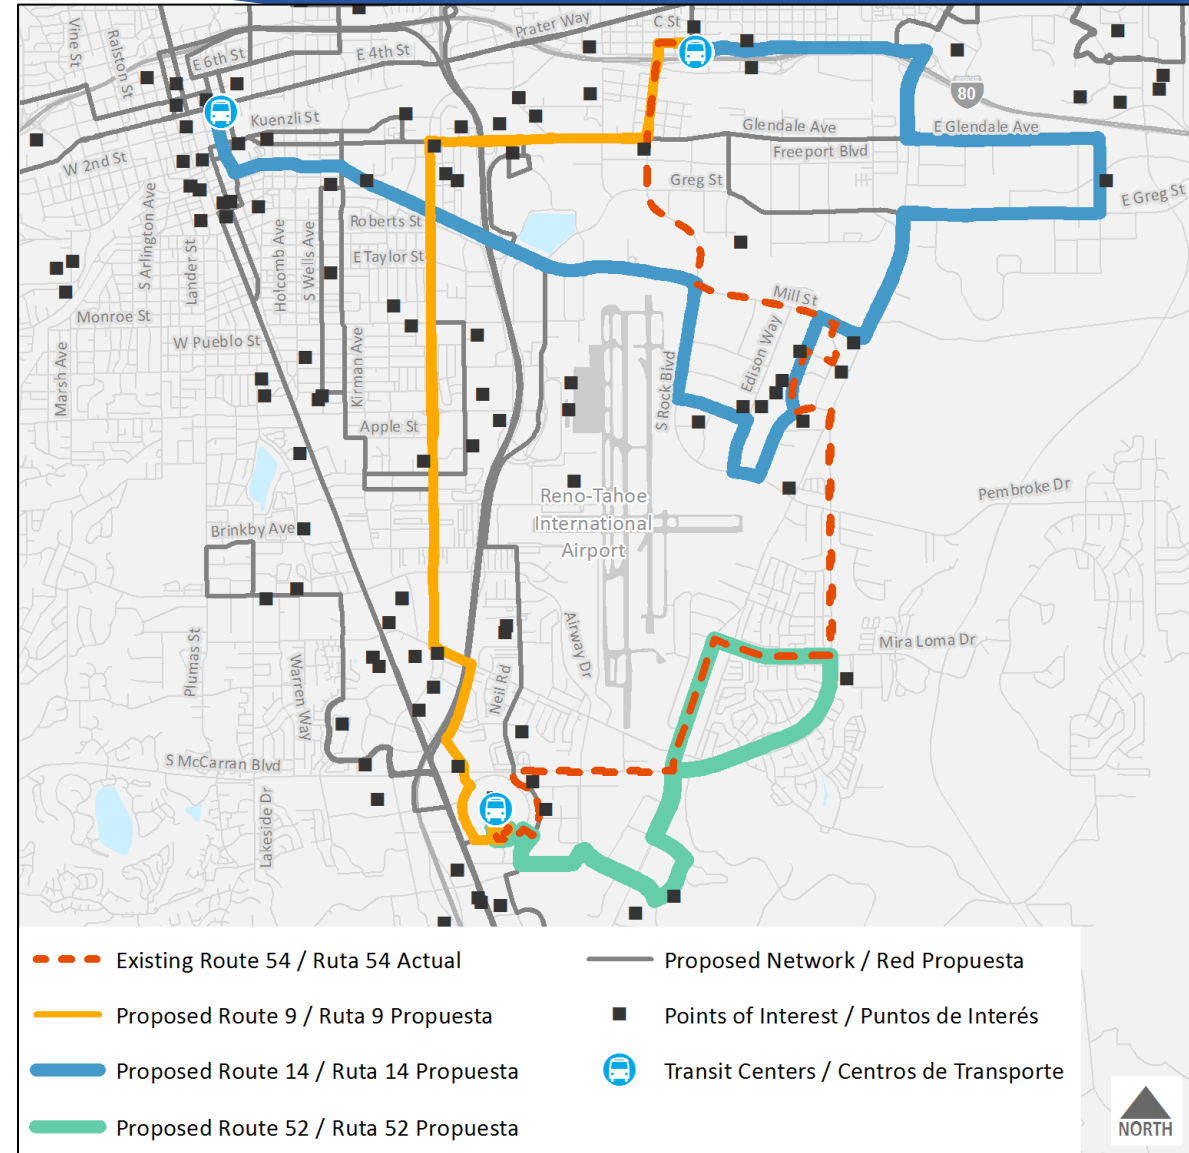 Vine St
Ralston St
E 6th St
E 4th St
Prater Way
C St
80
Kuenzli St
Glendale Ave
E Glendale Ave
Freeport Blvd
W 2nd St
Greg St
E Greg St
S Arlington Ave
Lander St
Holcomb Ave
S Wells Ave
Roberts St
E Taylor St
Mill St
Monroe St
W Pueblo St
Marsh Ave
Kirman Ave
Apple St
S Rock Blvd
Edison Way
Reno-Tahoe
International
Airport
Pembroke Dr
Brinkby Ave
Plumas St
Warren Way
Neil Rd
Airway Dr
Mira Loma Dr
S McCarran Blvd
Lakeside Dr
Existing Route 54 / Ruta 54 Actual
Proposed Route 9 / Ruta 9 Propuesta
Proposed Route 14 / Ruta 14 Propuesta
Proposed Route 52 / Ruta 52 Propuesta
Proposed Network / Red Propuesta
Points of Interest / Puntos de Interés
Transit Centers / Centros de Transporte
NORTH